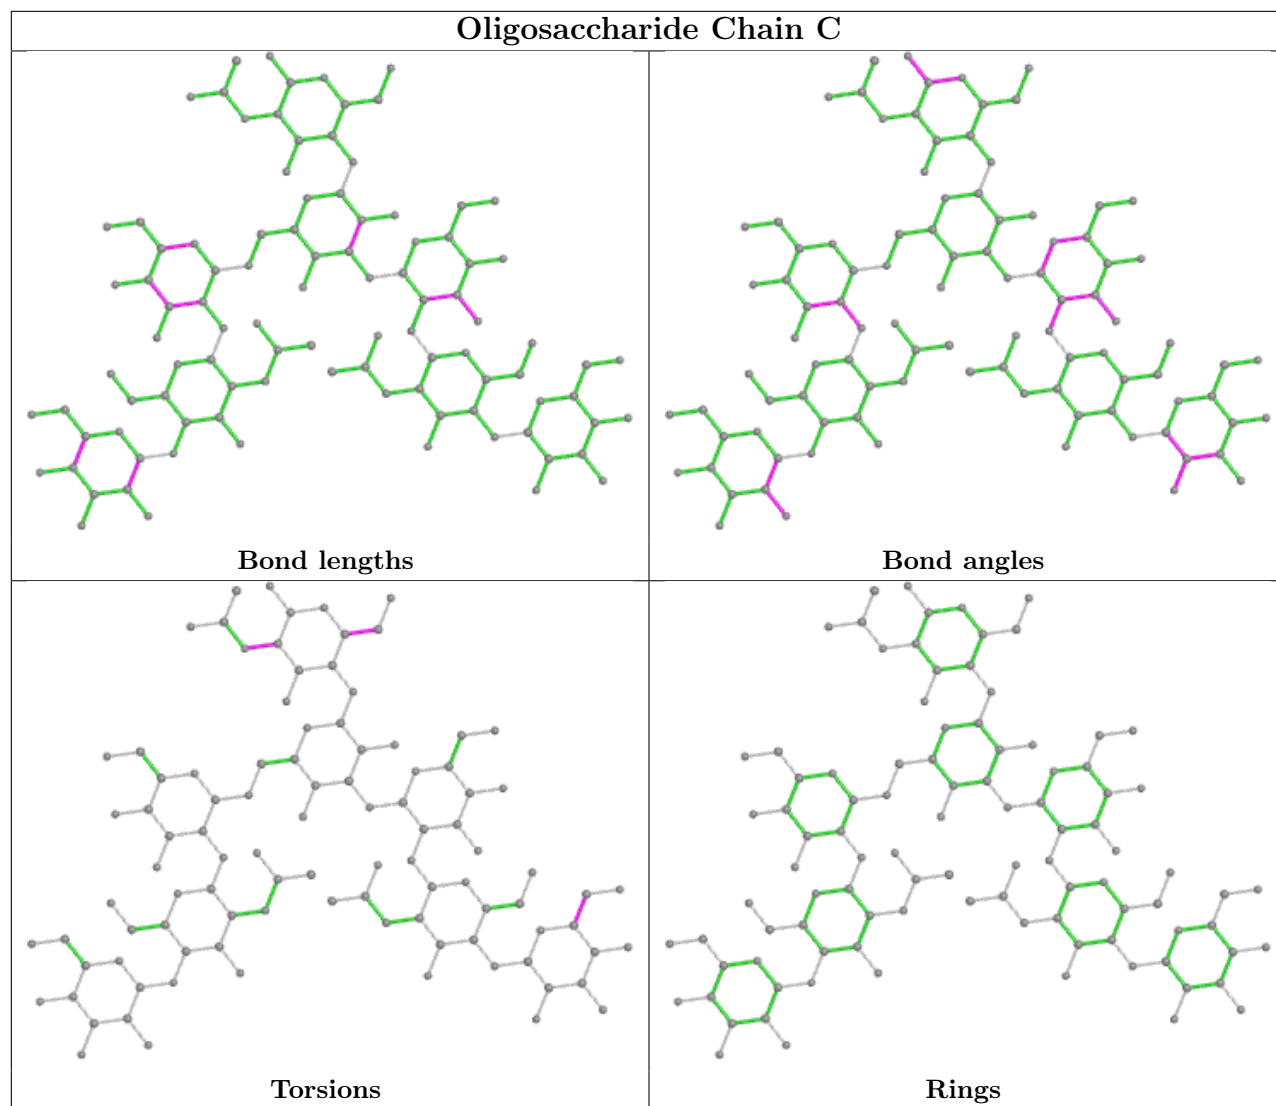 Oligosaccharide Chain C
Bond lengths
Bond angles
Torsions
Rings